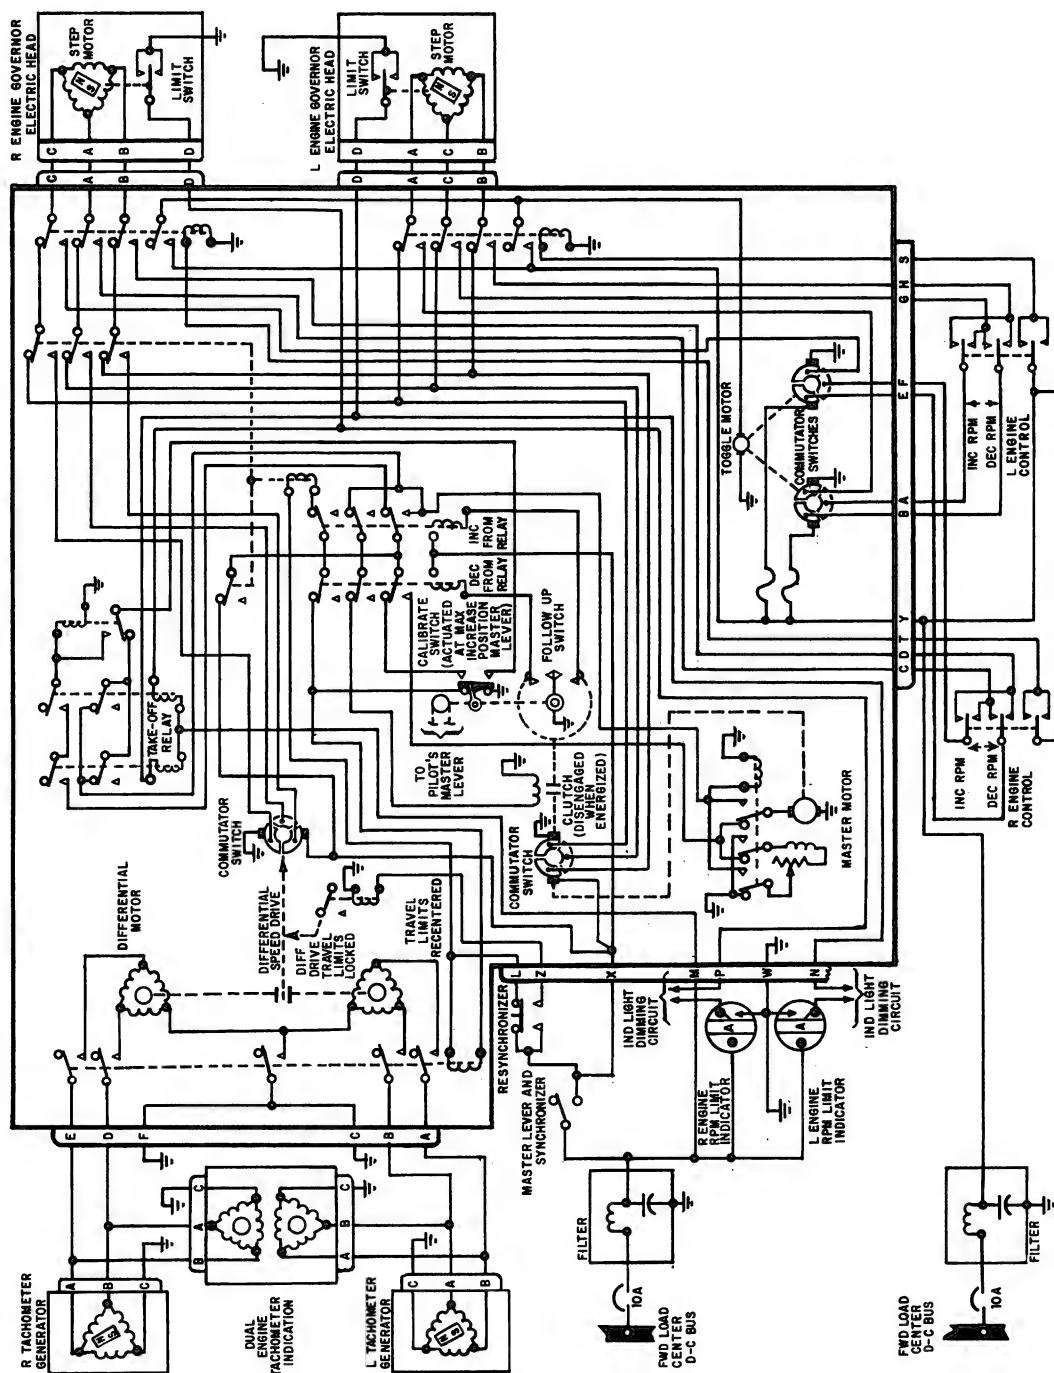 R ENGINE GOVERNOR
ELECTRIC HEAD
STEP
MOTOR
LIMIT
SWITCH
N
S
C
A
B
D
C
A
B
D
L ENGINE GOVERNOR
ELECTRIC HEAD
LIMIT
SWITCH
STEP
MOTOR
N
S
D
A
C
B
D
A
C
B
TOGGLE MOTOR
COMMUTATOR
SWITCHES
S
H
G
F
E
A
B
Y
T
D
C
INC RPM
DEC RPM
L ENGINE
CONTROL
INC RPM
DEC RPM
R ENGINE
CONTROL
TAKE-OFF
RELAY
INC
FROM
RELAY
DEC
FROM
RELAY
CALIBRATE
SWITCH
(ACTUATED
AT MAX
INCREASE
POSITION
MASTER
LEVER)
FOLLOW UP
SWITCH
TO
PILOT'S
MASTER
LEVER
CLUTCH
(DISENGAGED
WHEN
ENERGIZED)
COMMUTATOR
SWITCH
MASTER MOTOR
COMMUTATOR
SWITCH
DIFFERENTIAL
MOTOR
DIFFERENTIAL
SPEED DRIVE
DIFF
DRIVE
TRAVEL
LIMITS
LOCKED
TRAVEL
LIMITS
RECENTERED
RESYNCHRONIZER
L
Z
X
M
P
W
N
MASTER LEVER AND
SYNCHRONIZER
IND LIGHT
DIMMING
CIRCUIT
A
R ENGINE
RPM LIMIT
INDICATOR
A
L ENGINE
RPM LIMIT
INDICATOR
IND LIGHT
DIMMING
CIRCUIT
E
D
F
C
B
A
R TACHOMETER
GENERATOR
N
S
A
B
C
DUAL
ENGINE
TACHOMETER
INDICATION
C
A
B
C
B
A
L TACHOMETER
GENERATOR
N
S
C
A
B
FILTER
10A
FWD LOAD
CENTER
D-C BUS
FILTER
10A
FWD LOAD
CENTER
D-C BUS